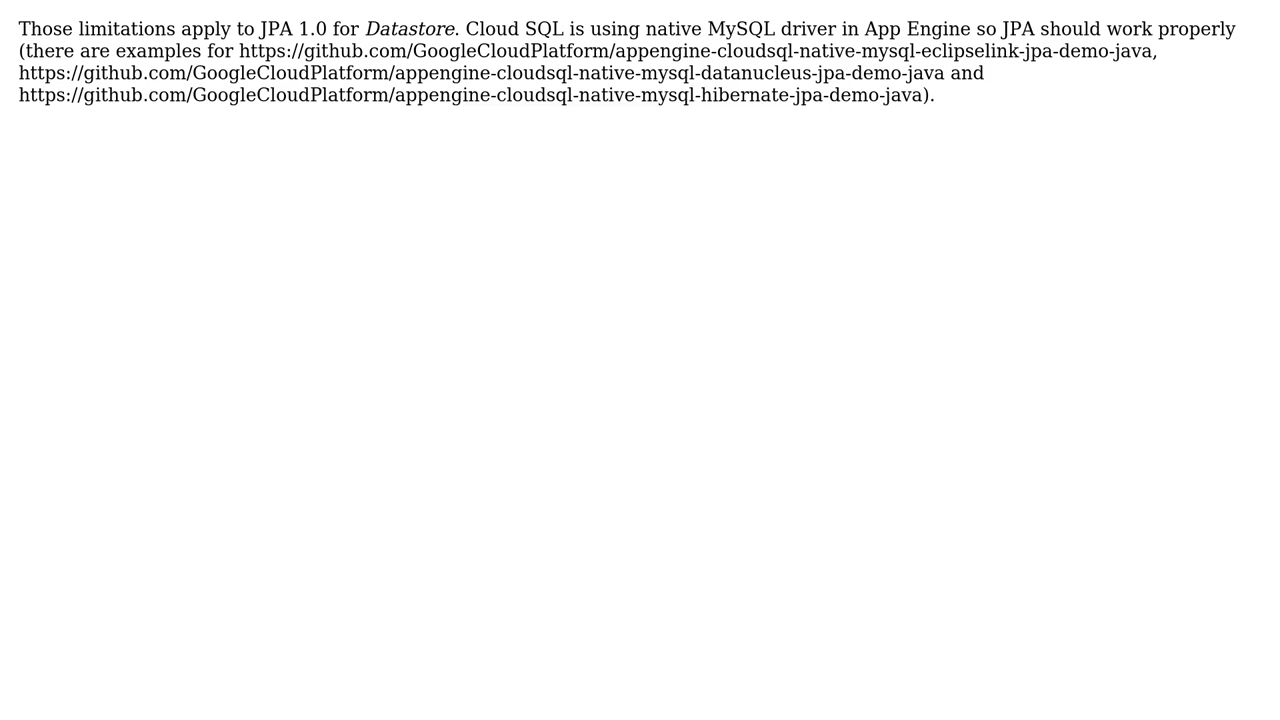 Those limitations apply to JPA 1.0 for Datastore. Cloud SQL is using native MySQL driver in App Engine so JPA should work properly
(there are examples for https://github.com/GoogleCloudPlatform/appengine-cloudsql-native-mysql-eclipselink-jpa-demo-java,
https://github.com/GoogleCloudPlatform/appengine-cloudsql-native-mysql-datanucleus-jpa-demo-java and
https://github.com/GoogleCloudPlatform/appengine-cloudsql-native-mysql-hibernate-jpa-demo-java).